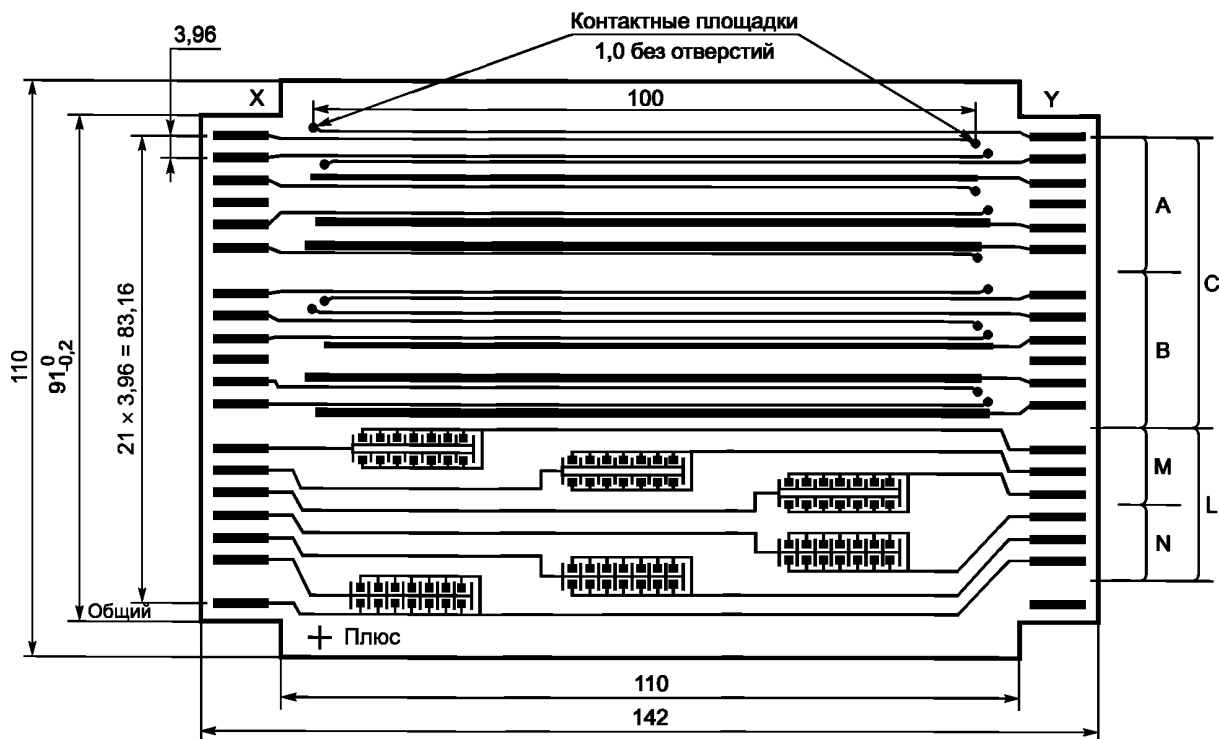 Контактные площадки
1,0 без отверстий
3,96
X
100
Y
A
C
B
110
91 0 -0,2
21 × 3,96 = 83,16
M
L
N
Общий
Плюс
110
142